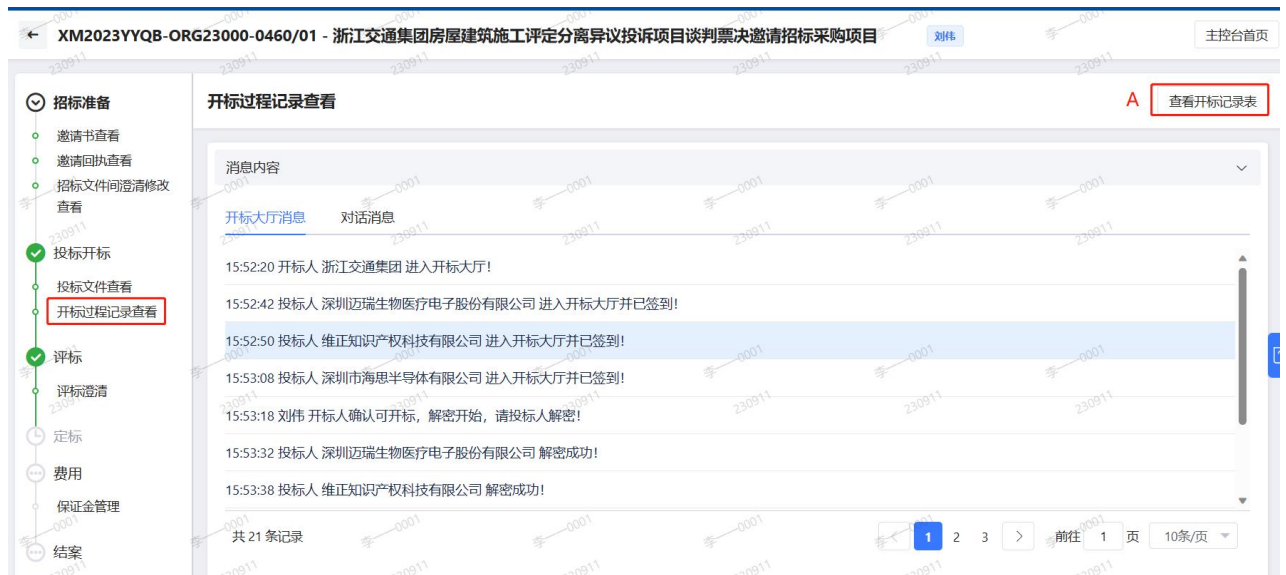 XM2023YYQB-ORG23000-0460/01 - 浙江交通集团房屋建筑施工评定分离异议投诉项目谈判票决邀请招标采购项目 刘伟 主控台首页
招标准备
邀请书查看
邀请回执查看
招标文件间澄清修改
查看
投标开标
投标文件查看
开标过程记录查看
评标
评标澄清
定标
费用
保证金管理
结案
开标过程记录查看 A 查看开标记录表
消息内容
开标大厅消息 对话消息
15:52:20 开标人 浙江交通集团 进入开标大厅!
15:52:42 投标人 深圳迈瑞生物医疗电子股份有限公司 进入开标大厅并已签到!
15:52:50 投标人 维正知识产权科技有限公司 进入开标大厅并已签到!
15:53:08 投标人 深圳市海思半导体有限公司 进入开标大厅并已签到!
15:53:18 刘伟 开标人确认可开标，解密开始，请投标人解密!
15:53:32 投标人 深圳迈瑞生物医疗电子股份有限公司 解密成功!
15:53:38 投标人 维正知识产权科技有限公司 解密成功!
共 21 条记录 1 2 3 前往 1 页 10条/页
李一0001
230911